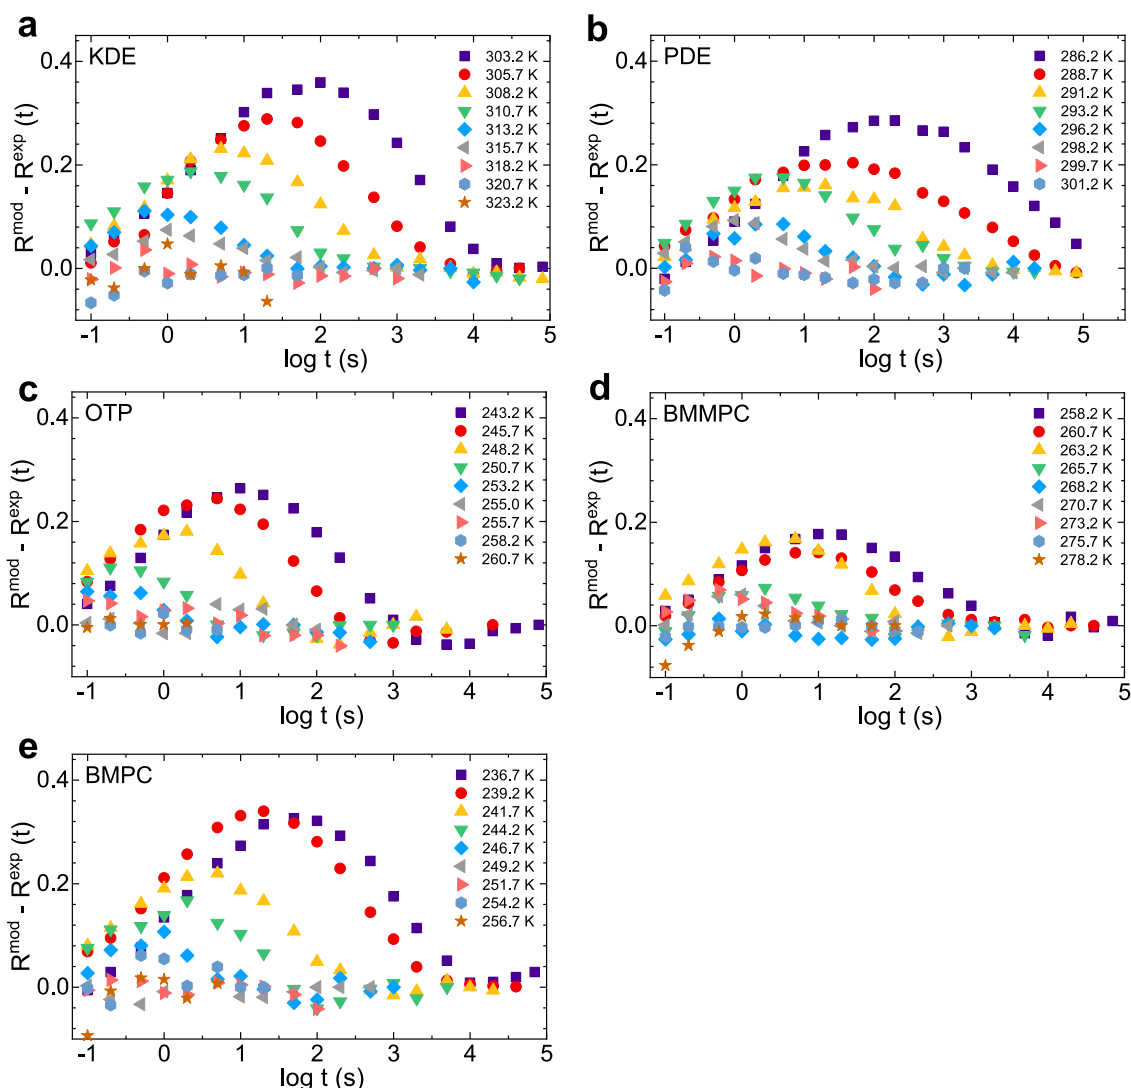 a
KDE
0.4
0.2
0.0
R^mod - R^exp (t)
303.2 K
305.7 K
308.2 K
310.7 K
313.2 K
315.7 K
318.2 K
320.7 K
323.2 K
-1 0 1 2 3 4 5
log t (s)
b
PDE
0.4
0.2
0.0
R^mod - R^exp (t)
286.2 K
288.7 K
291.2 K
293.2 K
296.2 K
298.2 K
299.7 K
301.2 K
-1 0 1 2 3 4 5
log t (s)
c
OTP
0.4
0.2
0.0
R^mod - R^exp (t)
243.2 K
245.7 K
248.2 K
250.7 K
253.2 K
255.0 K
255.7 K
258.2 K
260.7 K
-1 0 1 2 3 4 5
log t (s)
d
BMMPC
0.4
0.2
0.0
R^mod - R^exp (t)
258.2 K
260.7 K
263.2 K
265.7 K
268.2 K
270.7 K
273.2 K
275.7 K
278.2 K
-1 0 1 2 3 4 5
log t (s)
e
BMPC
0.4
0.2
0.0
R^mod - R^exp (t)
236.7 K
239.2 K
241.7 K
244.2 K
246.7 K
249.2 K
251.7 K
254.2 K
256.7 K
-1 0 1 2 3 4 5
log t (s)